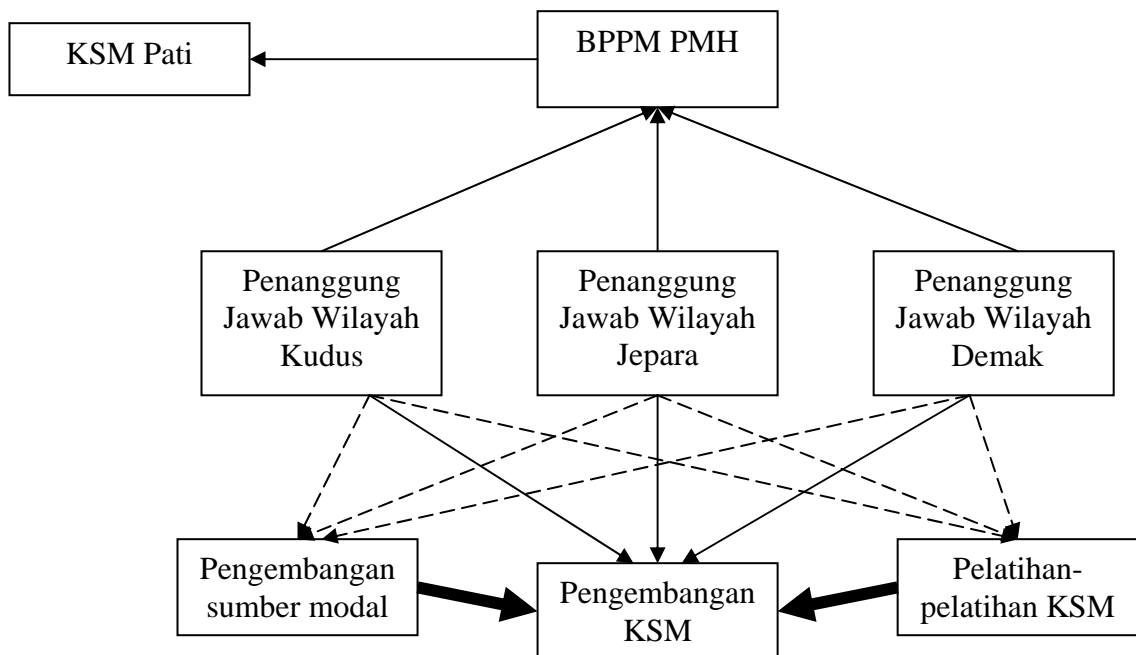 KSM Pati
BPPM PMH
Penanggung
Jawab Wilayah
Kudus
Penanggung
Jawab Wilayah
Jepara
Penanggung
Jawab Wilayah
Demak
Pengembangan
sumber modal
Pengembangan
KSM
Pelatihan-
pelatihan KSM